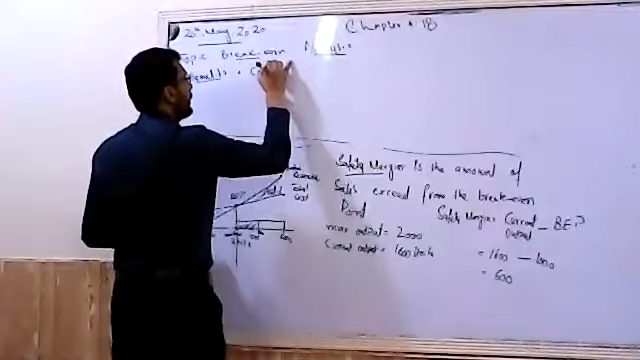 20th May 2020
Chapter # 18
Topic Break-even Analysis
BEP
Revenue
Total
Cost
Safety Margin is the amount of
Sales exceed from the break-even
Point
Safety Margin = Current Output - BEP
max output = 2000
Current output = 1600 Units
= 1600 - 1000
= 600